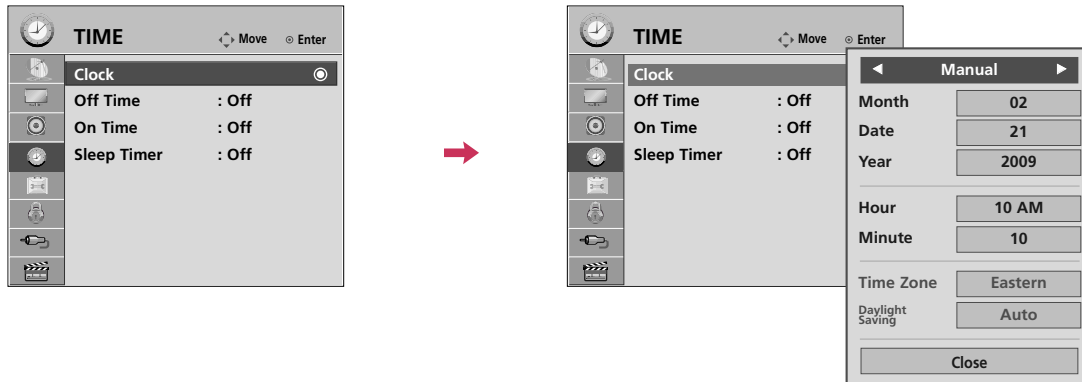 TIME Move Enter
Clock
Off Time : Off
On Time : Off
Sleep Timer : Off
TIME Move Enter
Clock
Off Time : Off
On Time : Off
Sleep Timer : Off
Manual
Month 02
Date 21
Year 2009
Hour 10 AM
Minute 10
Time Zone Eastern
Daylight
Saving Auto
Close